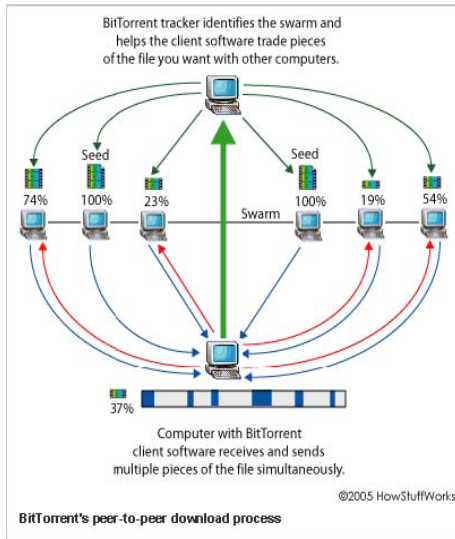 BitTorrent tracker identifies the swarm and
helps the client software trade pieces
of the file you want with other computers.
Seed
Seed
74%
100%
23%
100%
19%
54%
Swarm
37%
Computer with BitTorrent
client software receives and sends
multiple pieces of the file simultaneously.
©2005 HowStuffWorks
BitTorrent's peer-to-peer download process